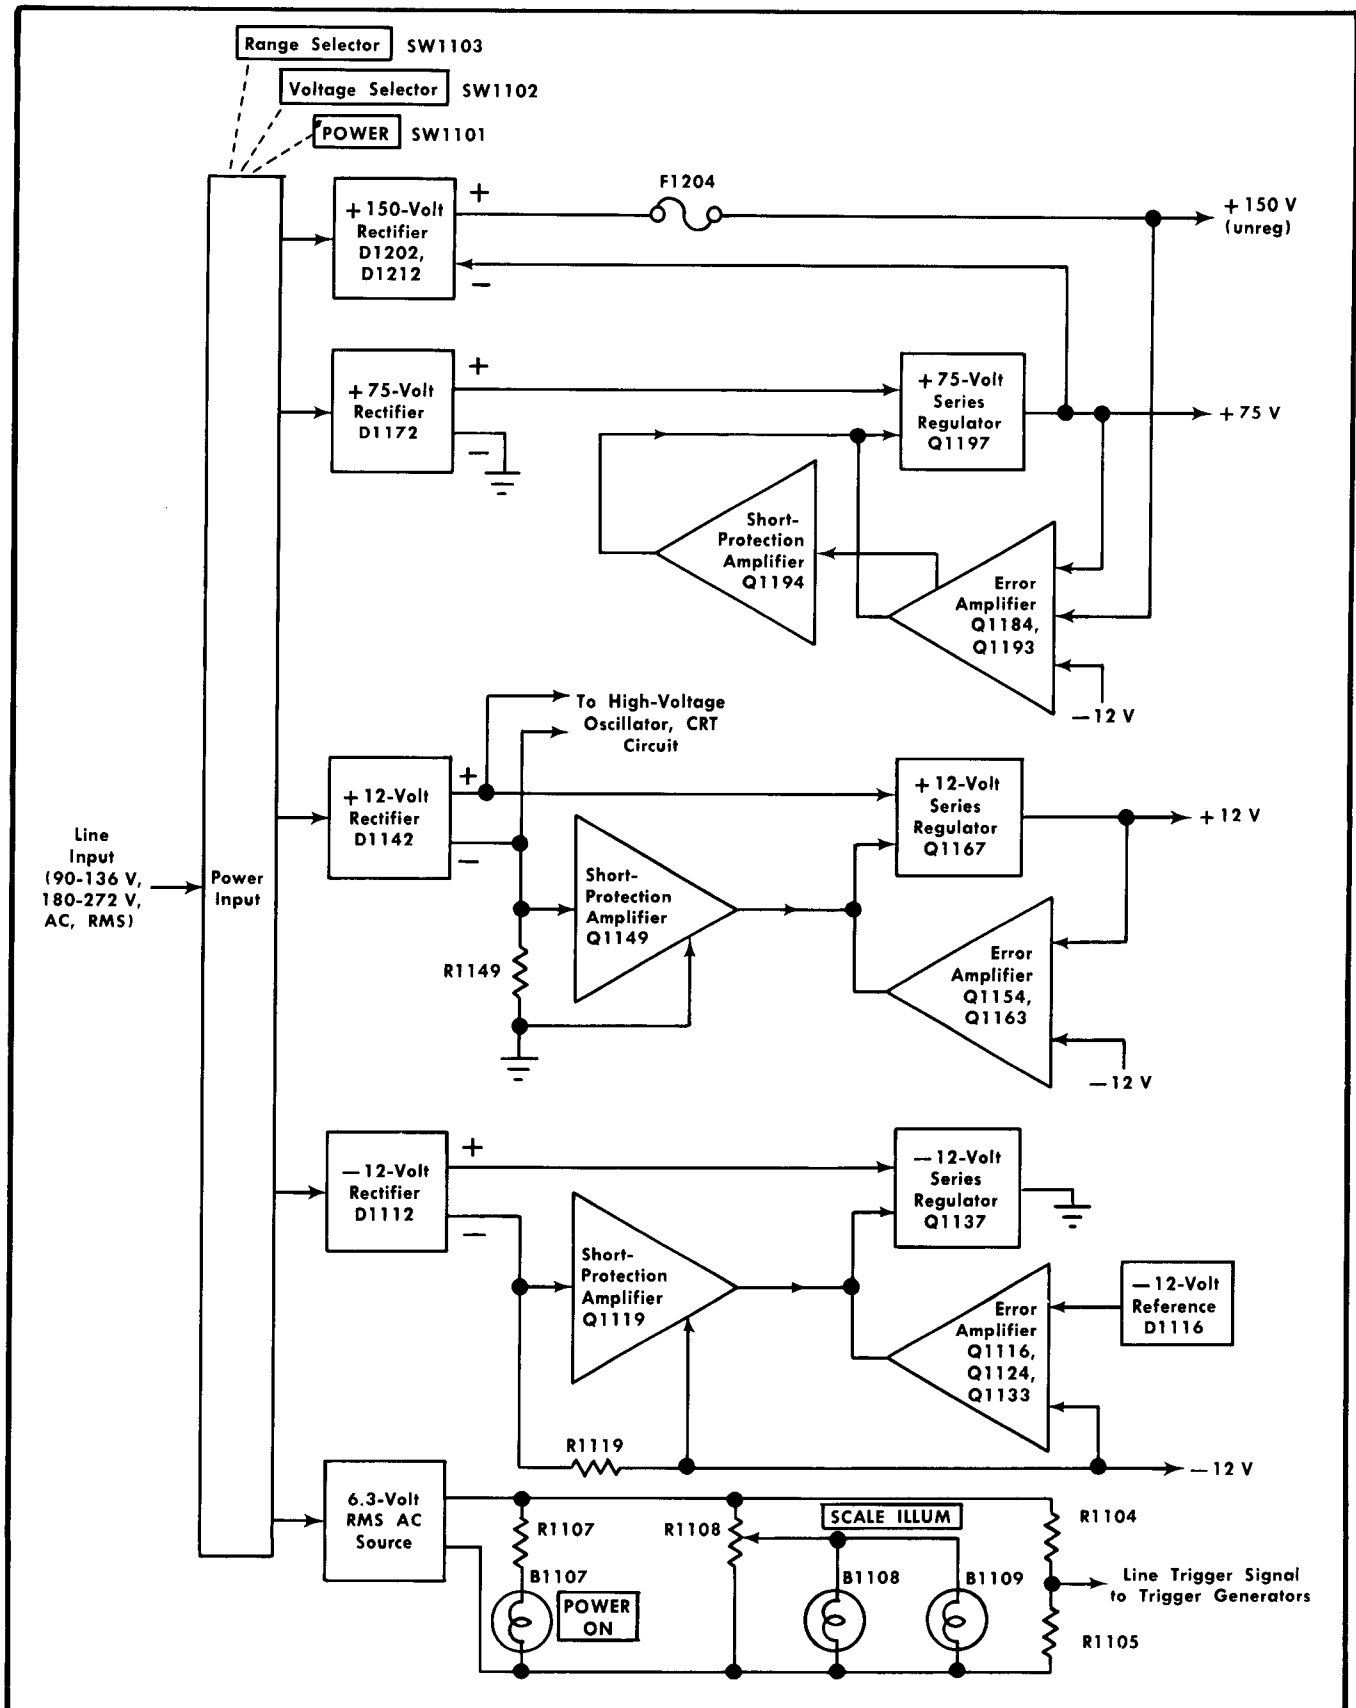 Range Selector SW1103
Voltage Selector SW1102
POWER SW1101
+150-Volt
Rectifier
D1202,
D1212
+
−
F1204
+150 V
(unreg)
+75-Volt
Rectifier
D1172
+
−
+75-Volt
Series
Regulator
Q1197
+75 V
Short-
Protection
Amplifier
Q1194
Error
Amplifier
Q1184,
Q1193
−12 V
To High-Voltage
Oscillator, CRT
Circuit
Line
Input
(90-136 V,
180-272 V,
AC, RMS)
Power
Input
+12-Volt
Rectifier
D1142
+
−
+12-Volt
Series
Regulator
Q1167
+12 V
Short-
Protection
Amplifier
Q1149
R1149
Error
Amplifier
Q1154,
Q1163
−12 V
−12-Volt
Rectifier
D1112
+
−
−12-Volt
Series
Regulator
Q1137
Short-
Protection
Amplifier
Q1119
Error
Amplifier
Q1116,
Q1124,
Q1133
−12-Volt
Reference
D1116
R1119
−12 V
6.3-Volt
RMS AC
Source
R1107
B1107
POWER
ON
R1108
SCALE ILLUM
B1108
B1109
R1104
Line Trigger Signal
to Trigger Generators
R1105